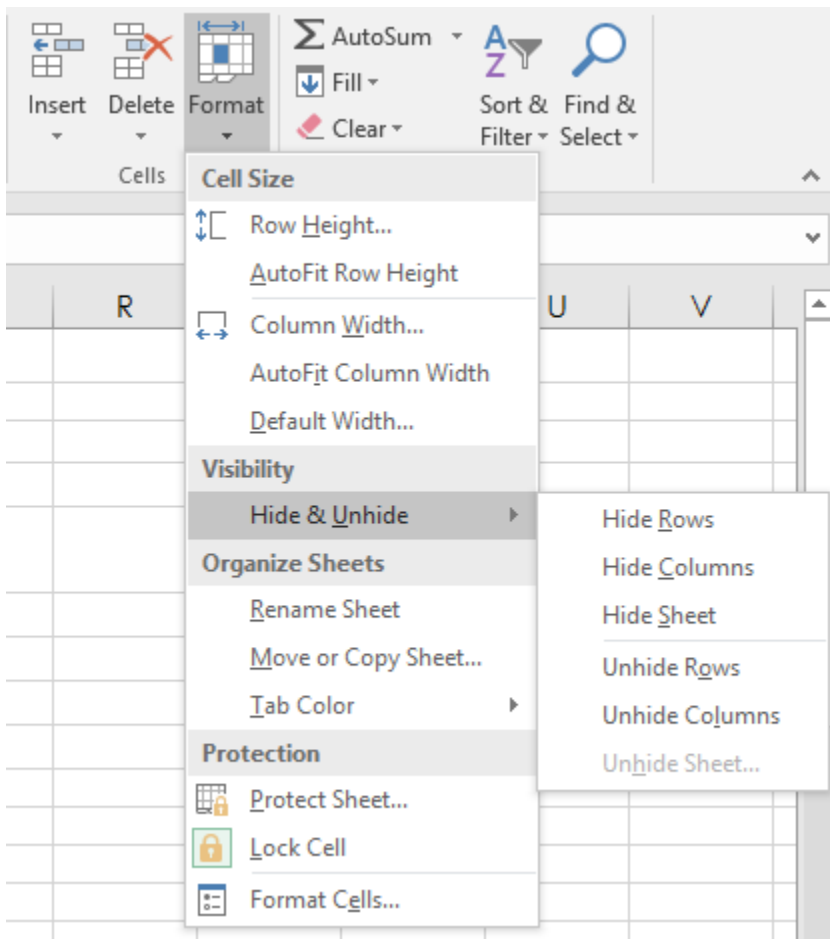 AutoSum
Insert Delete Format Fill Sort & Find &
Clear Filter Select
Cells
Cell Size
Row Height...
AutoFit Row Height
R U V
Column Width...
AutoFit Column Width
Default Width...
Visibility
Hide & Unhide
Hide Rows
Hide Columns
Hide Sheet
Unhide Rows
Unhide Columns
Unhide Sheet...
Organize Sheets
Rename Sheet
Move or Copy Sheet...
Tab Color
Protection
Protect Sheet...
Lock Cell
Format Cells...